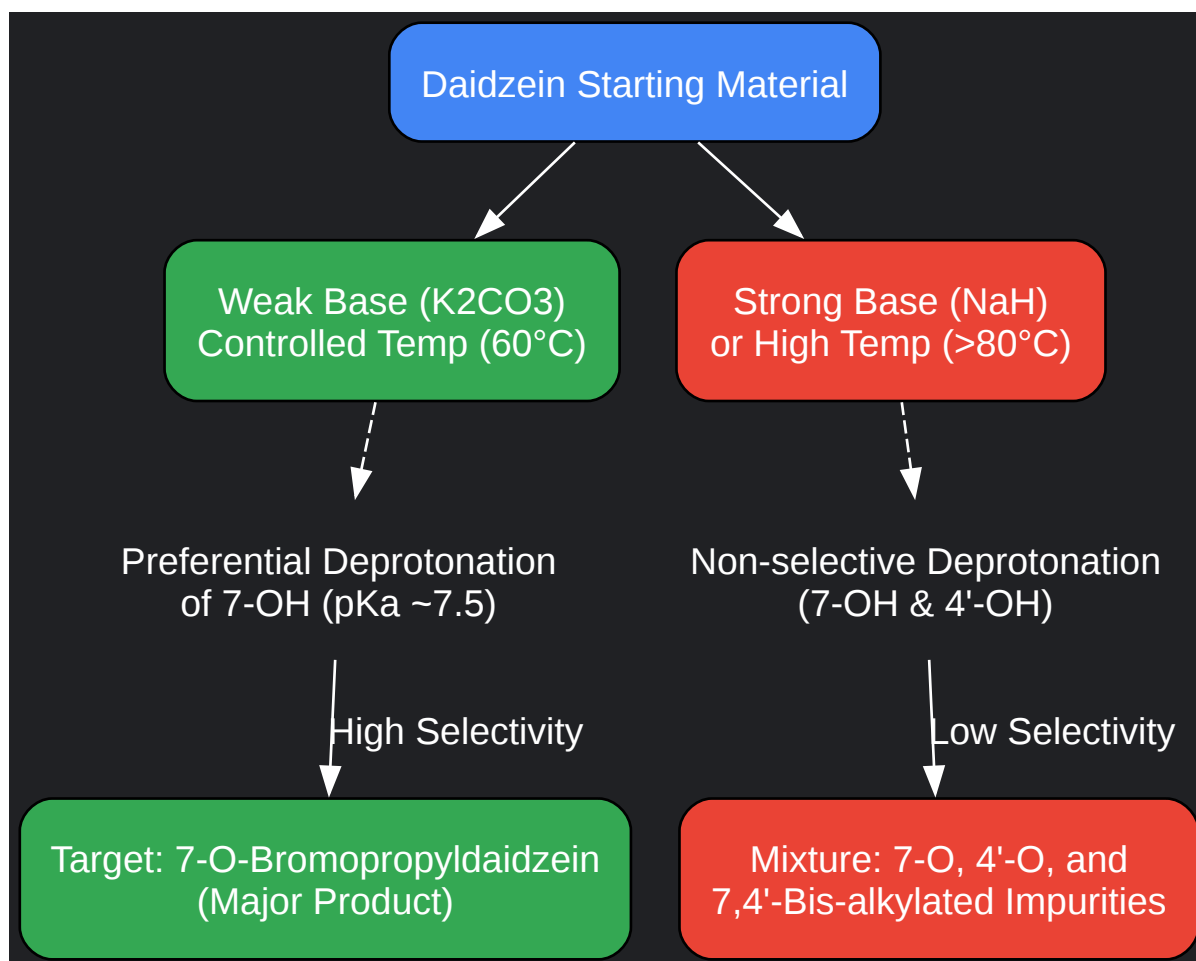 Daidzein Starting Material
Weak Base (K2CO3)
Controlled Temp (60°C)
Strong Base (NaH)
or High Temp (>80°C)
Preferential Deprotonation
of 7-OH (pKa ~7.5)
Non-selective Deprotonation
(7-OH & 4'-OH)
High Selectivity
Low Selectivity
Target: 7-O-Bromopropyldaidzein
(Major Product)
Mixture: 7-O, 4'-O, and
7,4'-Bis-alkylated Impurities